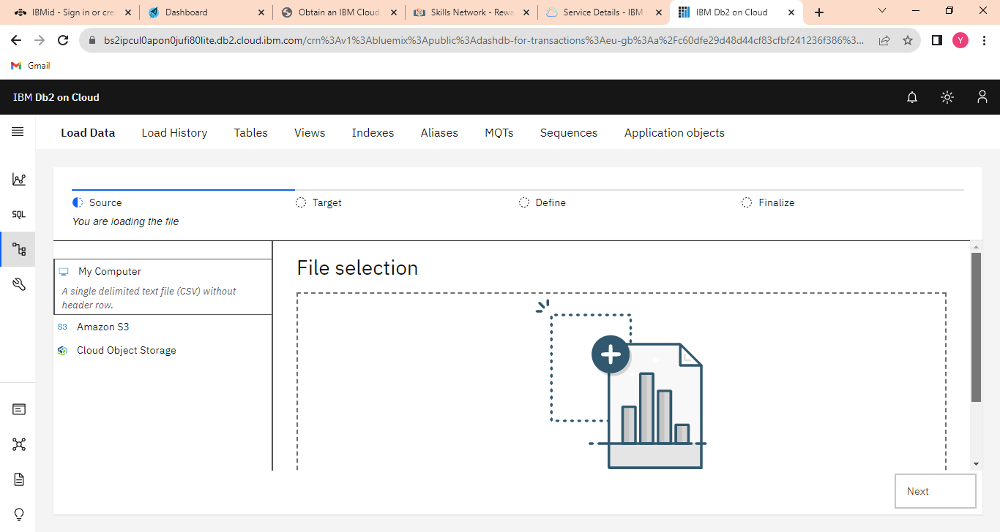 IBMid - Sign in or cre
Dashboard
Obtain an IBM Cloud
Skills Network - Rewa
Service Details - IBM
IBM Db2 on Cloud
bs2ipcul0apon0jufi80lite.db2.cloud.ibm.com/crn%3Av1%3Abluemix%3Apublic%3Adashdb-for-transactions%3Aeu-gb%3Aa%2Fc60dfe29d48d44cf83cfbf241236f386%3...
Y
Gmail
IBM Db2 on Cloud
Load Data
Load History
Tables
Views
Indexes
Aliases
MQTs
Sequences
Application objects
SQL
Source
Target
Define
Finalize
You are loading the file
My Computer
A single delimited text file (CSV) without
header row.
S3 Amazon S3
Cloud Object Storage
File selection
Next